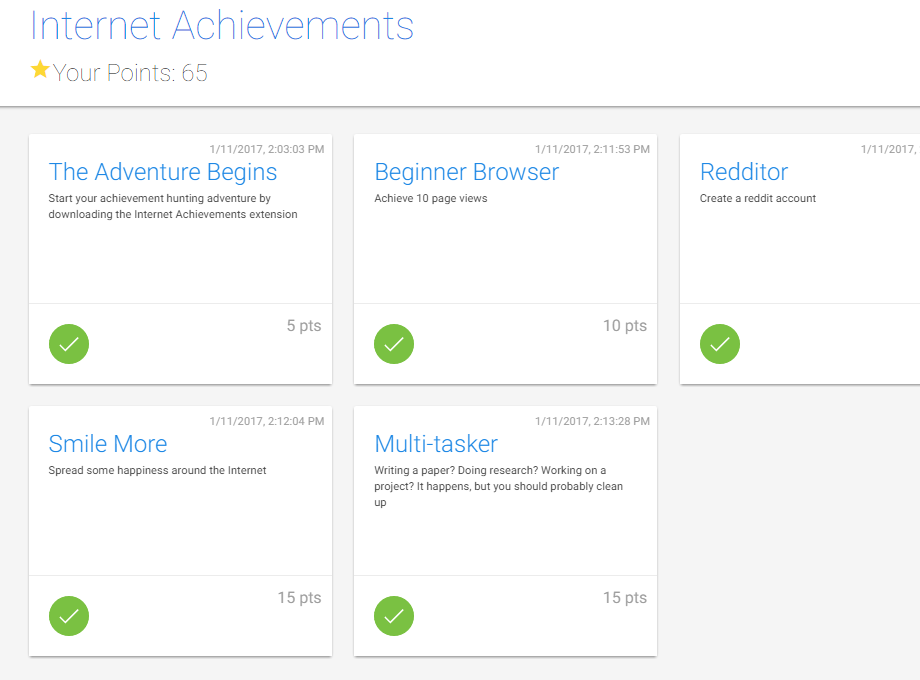 Internet Achievements
Your Points: 65
1/11/2017, 2:03:03 PM
The Adventure Begins
Start your achievement hunting adventure by
downloading the Internet Achievements extension
5 pts
1/11/2017, 2:11:53 PM
Beginner Browser
Achieve 10 page views
10 pts
1/11/2017,
Redditor
Create a reddit account
1/11/2017, 2:12:04 PM
Smile More
Spread some happiness around the Internet
15 pts
1/11/2017, 2:13:28 PM
Multi-tasker
Writing a paper? Doing research? Working on a
project? It happens, but you should probably clean
up
15 pts